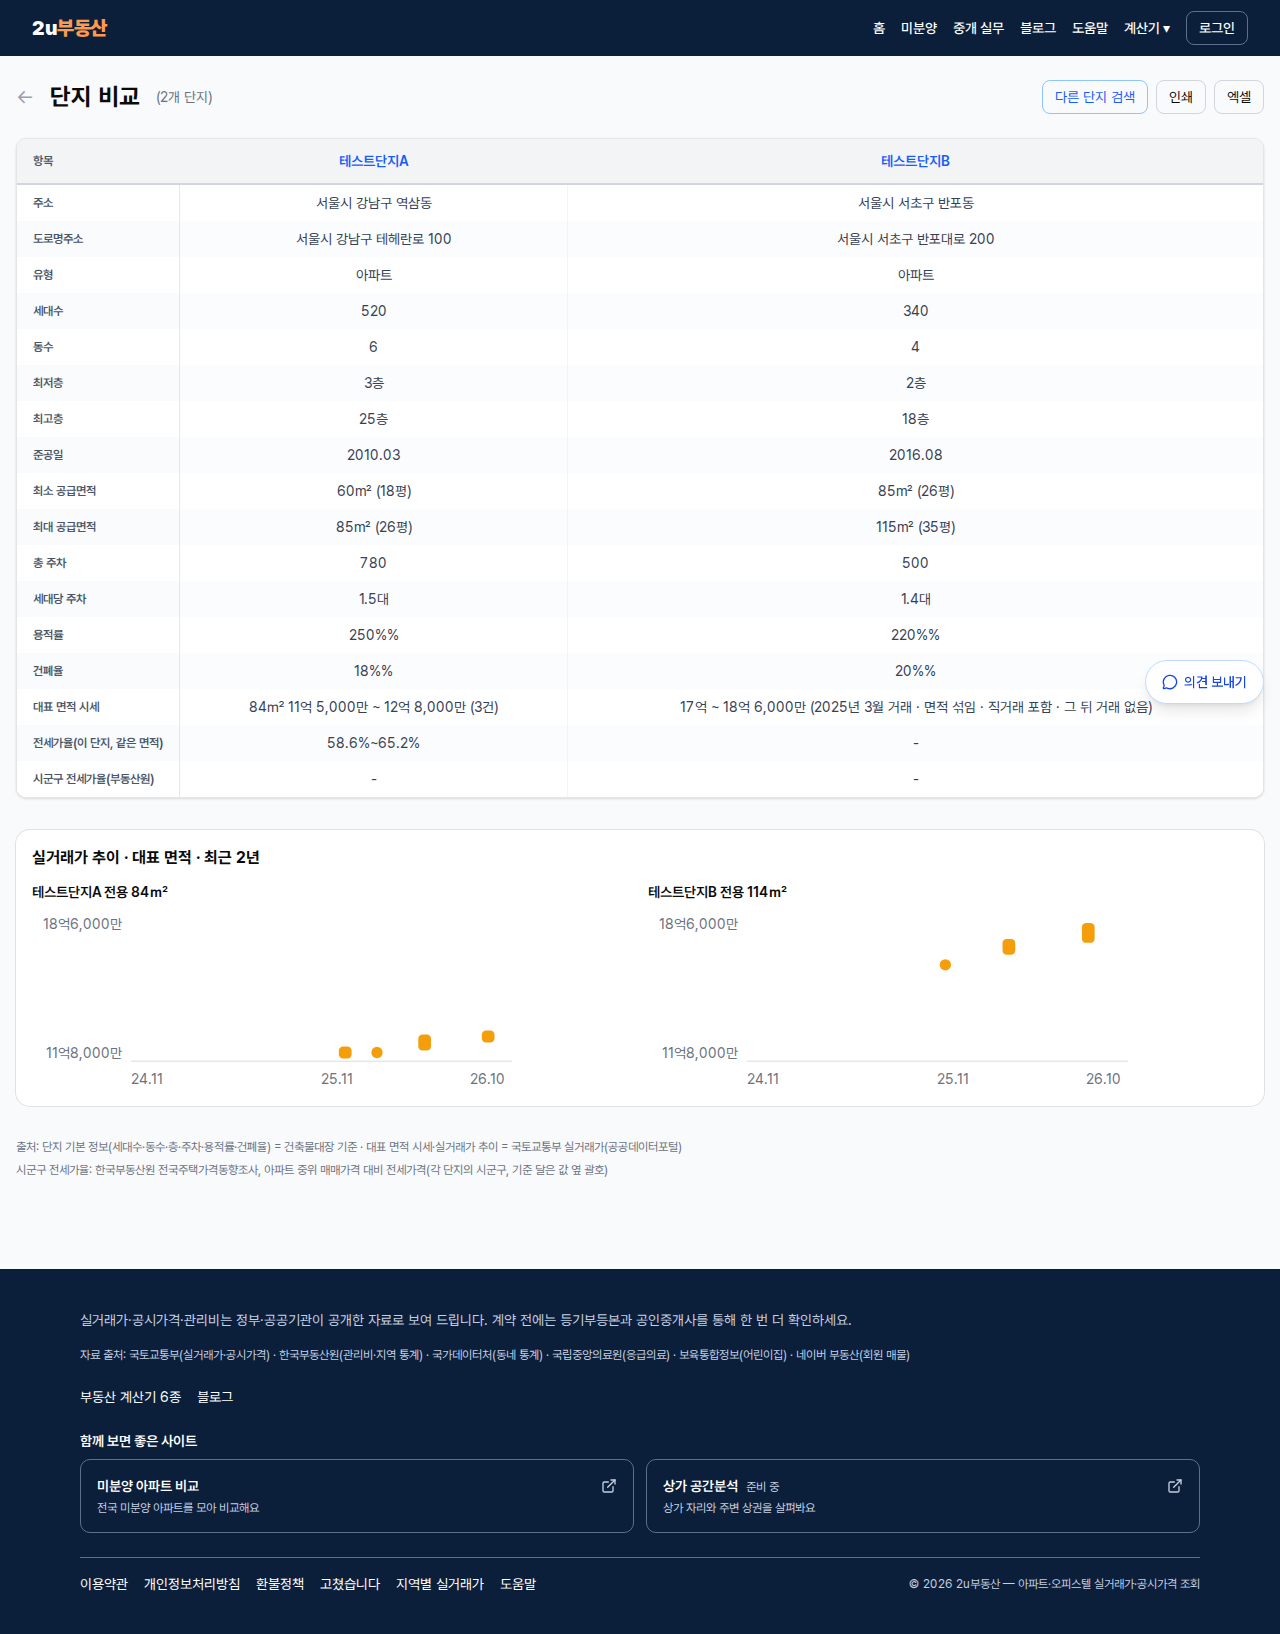 2u부동산
홈 미분양 중개 실무 블로그 도움말 계산기 ▾ 로그인
← 단지 비교 (2개 단지) 다른 단지 검색 인쇄 엑셀
항목 테스트단지A 테스트단지B
주소 서울시 강남구 역삼동 서울시 서초구 반포동
도로명주소 서울시 강남구 테헤란로 100 서울시 서초구 반포대로 200
유형 아파트 아파트
세대수 520 340
동수 6 4
최저층 3층 2층
최고층 25층 18층
준공일 2010.03 2016.08
최소 공급면적 60m² (18평) 85m² (26평)
최대 공급면적 85m² (26평) 115m² (35평)
총 주차 780 500
세대당 주차 1.5대 1.4대
용적률 250%% 220%%
건폐율 18%% 20%%
의견 보내기
대표 면적 시세 84m² 11억 5,000만 ~ 12억 8,000만 (3건) 17억 ~ 18억 6,000만 (2025년 3월 거래 · 면적 섞임 · 직거래 포함 · 그 뒤 거래 없음)
전세가율(이 단지, 같은 면적) 58.6%~65.2% -
시군구 전세가율(부동산원) - -
실거래가 추이 · 대표 면적 · 최근 2년
테스트단지A 전용 84m² 테스트단지B 전용 114m²
18억6,000만 18억6,000만
11억8,000만 11억8,000만
24.11 25.11 26.10 24.11 25.11 26.10
출처: 단지 기본 정보(세대수·동수·층·주차·용적률·건폐율) = 건축물대장 기준 · 대표 면적 시세·실거래가 추이 = 국토교통부 실거래가(공공데이터포털)
시군구 전세가율: 한국부동산원 전국주택가격동향조사, 아파트 중위 매매가격 대비 전세가격(각 단지의 시군구, 기준 달은 값 옆 괄호)
실거래가·공시가격·관리비는 정부·공공기관이 공개한 자료로 보여 드립니다. 계약 전에는 등기부등본과 공인중개사를 통해 한 번 더 확인하세요.
자료 출처: 국토교통부(실거래가·공시가격) · 한국부동산원(관리비·지역 통계) · 국가데이터처(동네 통계) · 국립중앙의료원(응급의료) · 보육통합정보(어린이집) · 네이버 부동산(회원 매물)
부동산 계산기 6종 블로그
함께 보면 좋은 사이트
미분양 아파트 비교 상가 공간분석 준비 중
전국 미분양 아파트를 모아 비교해요 상가 자리와 주변 상권을 살펴봐요
이용약관 개인정보처리방침 환불정책 고쳤습니다 지역별 실거래가 도움말 © 2026 2u부동산 — 아파트·오피스텔 실거래가·공시가격 조회